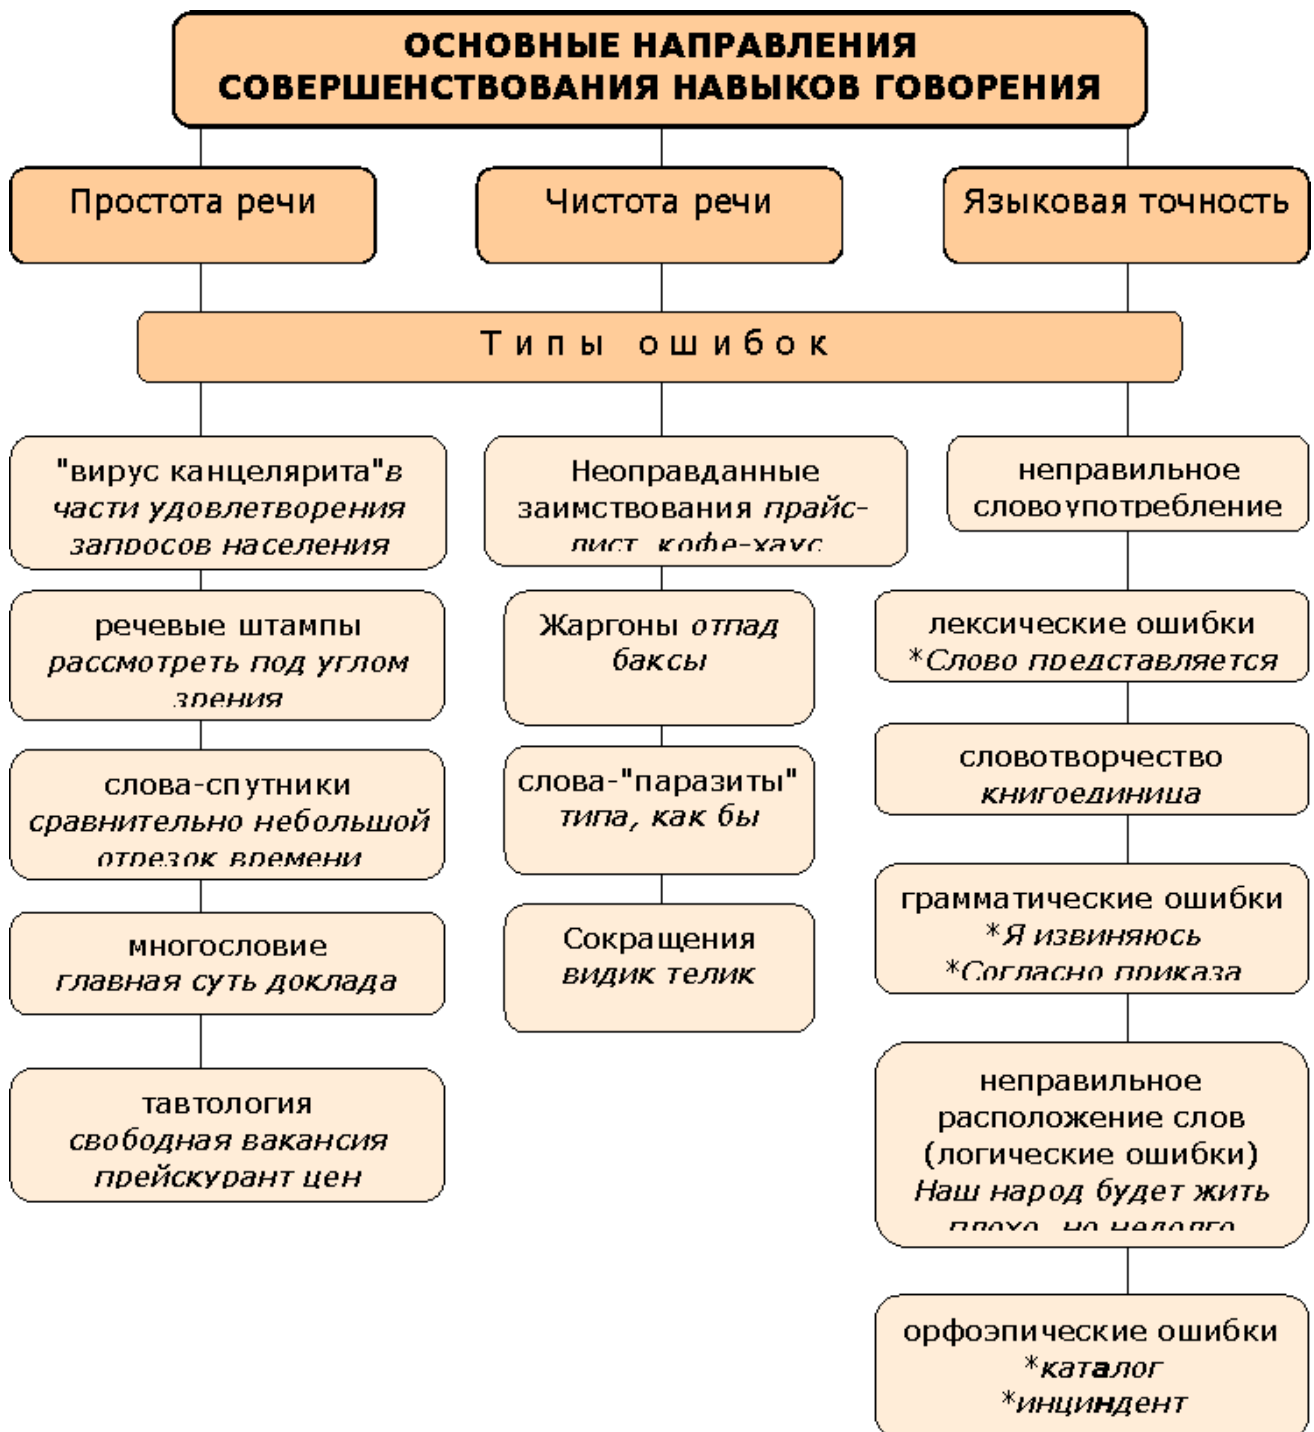 ОСНОВНЫЕ НАПРАВЛЕНИЯ
СОВЕРШЕНСТВОВАНИЯ НАВЫКОВ ГОВОРЕНИЯ
Простота речи
Чистота речи
Языковая точность
Типы ошибок
"вирус канцелярита"в
части удовлетворения
запросов населения
речевые штампы
рассмотреть под углом
зрения
слова-спутники
сравнительно небольшой
отрезок времени
многословие
главная суть доклада
тавтология
свободная вакансия
прейскурант цен
Неоправданные
заимствования прайс-
лист, кофе-хаус
Жаргоны отпад
баксы
слова-"паразиты"
типа, как бы
Сокращения
видик телик
неправильное
словоупотребление
лексические ошибки
*Слово представляется
словотворчество
книгоединица
грамматические ошибки
*Я извиняюсь
*Согласно приказа
неправильное
расположение слов
(логические ошибки)
Наш народ будет жить
плохо, но недолго
орфоэпические ошибки
*каталог
*инциндент